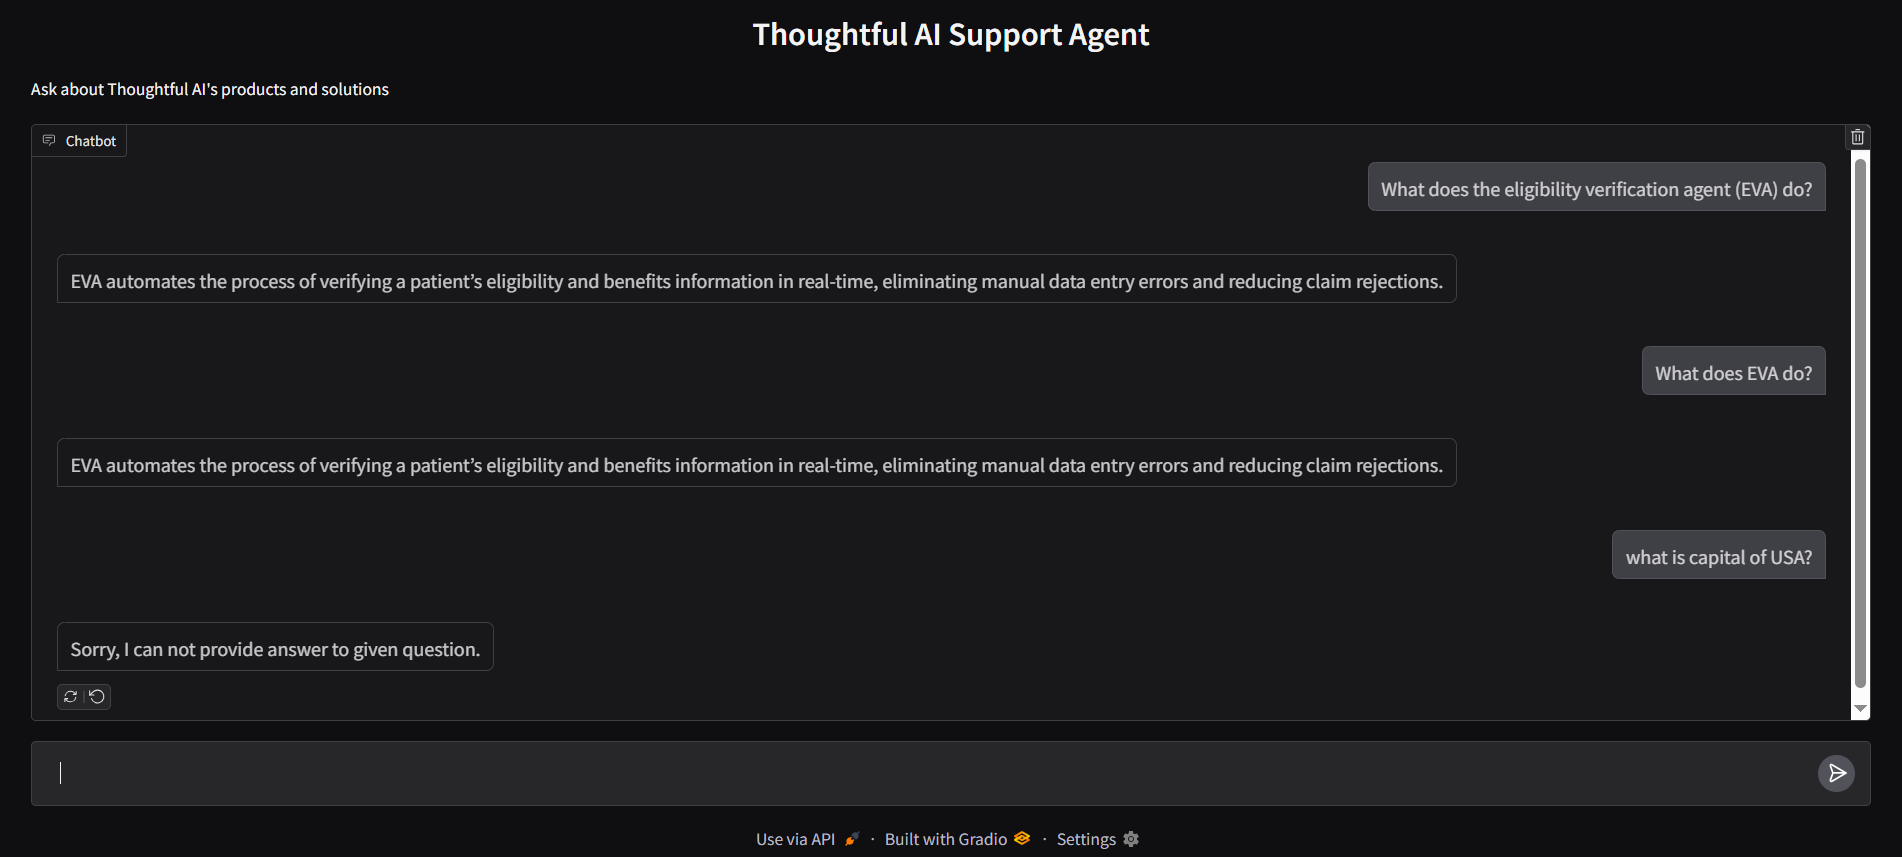 Thoughtful AI Support Agent
Ask about Thoughtful AI's products and solutions
Chatbot
What does the eligibility verification agent (EVA) do?
EVA automates the process of verifying a patient’s eligibility and benefits information in real-time, eliminating manual data entry errors and reducing claim rejections.
What does EVA do?
EVA automates the process of verifying a patient’s eligibility and benefits information in real-time, eliminating manual data entry errors and reducing claim rejections.
what is capital of USA?
Sorry, I can not provide answer to given question.
Use via API · Built with Gradio · Settings